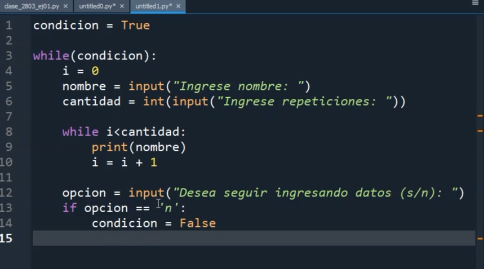 clase_2803_ej01.py × untitled0.py* × untitled1.py* ×
1 condicion = True
2
3 while(condicion):
4     i = 0
5     nombre = input("Ingrese nombre: ")
6     cantidad = int(input("Ingrese repeticiones: "))
7
8     while i<cantidad:
9         print(nombre)
10         i = i + 1
11
12     opcion = input("Desea seguir ingresando datos (s/n): ")
13     if opcion == 'n':
14         condicion = False
15